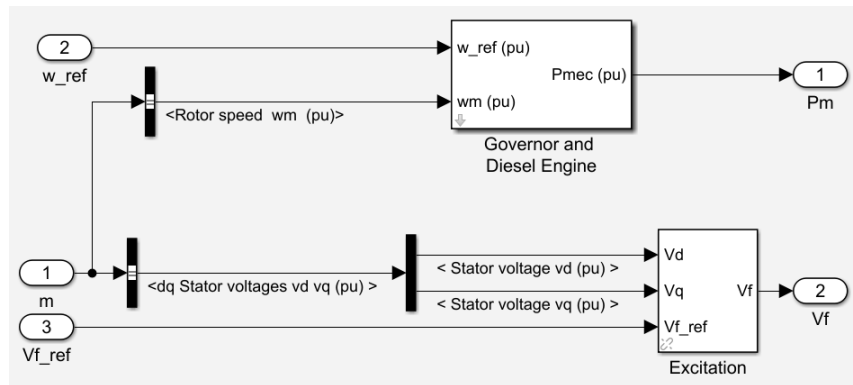 2
w_ref
w_ref (pu)
Pmec (pu)
1
Pm
<Rotor speed  wm  (pu)>
wm (pu)
Governor and
Diesel Engine
1
m
<dq Stator voltages vd vq (pu) >
< Stator voltage vd (pu) >
< Stator voltage vq (pu) >
Vd
Vq
Vf
Vf_ref
Excitation
2
Vf
3
Vf_ref